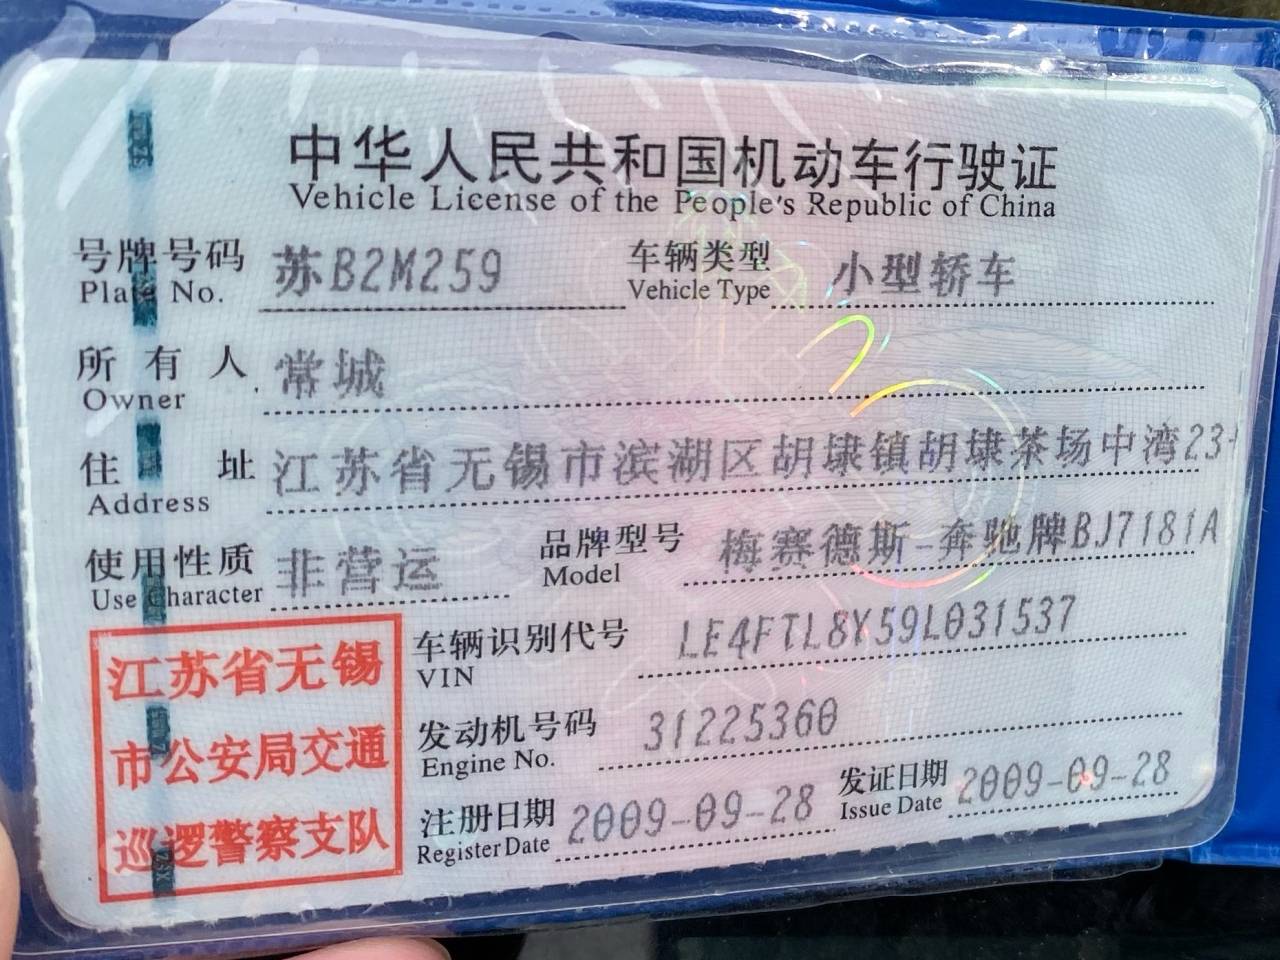 中华人民共和国机动车行驶证
Vehicle License of the People's Republic of China
号牌号码 苏B2M259 车辆类型 小型轿车
Plate No. Vehicle Type
所有人 常城
Owner
住址 江苏省无锡市滨湖区胡埭镇胡埭茶场中湾23
Address
使用性质 非营运 品牌型号 梅赛德斯-奔驰牌BJ7181A
Use Character Model
江苏省无锡
市公安局交通
巡逻警察支队
车辆识别代号 LE4FTL8Y59L031537
VIN
发动机号码 31225360
Engine No.
注册日期 2009-09-28 发证日期 2009-09-28
Register Date Issue Date